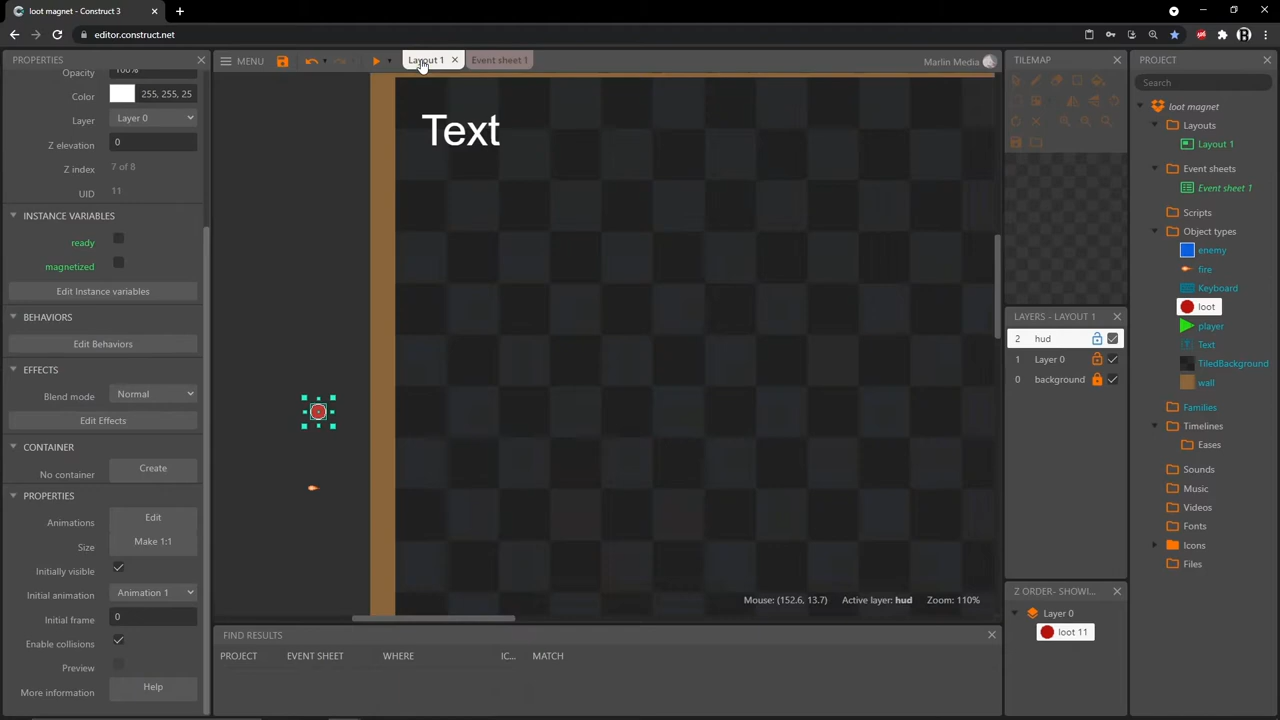 loot magnet - Construct 3
editor.construct.net
PROPERTIES
MENU
Layout 1
Event sheet 1
Marlin Media
TILEMAP
PROJECT
Opacity
100%
Color
255, 255, 25
Layer
Layer 0
Z elevation
0
Z index
7 of 8
UID
11
INSTANCE VARIABLES
ready
magnetized
Edit Instance variables
BEHAVIORS
Edit Behaviors
EFFECTS
Blend mode
Normal
Edit Effects
CONTAINER
No container
Create
PROPERTIES
Animations
Edit
Size
Make 1:1
Initially visible
Initial animation
Animation 1
Initial frame
0
Enable collisions
Preview
More information
Help
Text
Mouse: (152.6, 13.7)
Active layer: hud
Zoom: 110%
FIND RESULTS
PROJECT
EVENT SHEET
WHERE
IC...
MATCH
LAYERS - LAYOUT 1
2
hud
1
Layer 0
0
background
Z ORDER- SHOWI...
Layer 0
loot 11
Search
loot magnet
Layouts
Layout 1
Event sheets
Event sheet 1
Scripts
Object types
enemy
fire
Keyboard
loot
player
Text
TiledBackground
wall
Families
Timelines
Eases
Sounds
Music
Videos
Fonts
Icons
Files